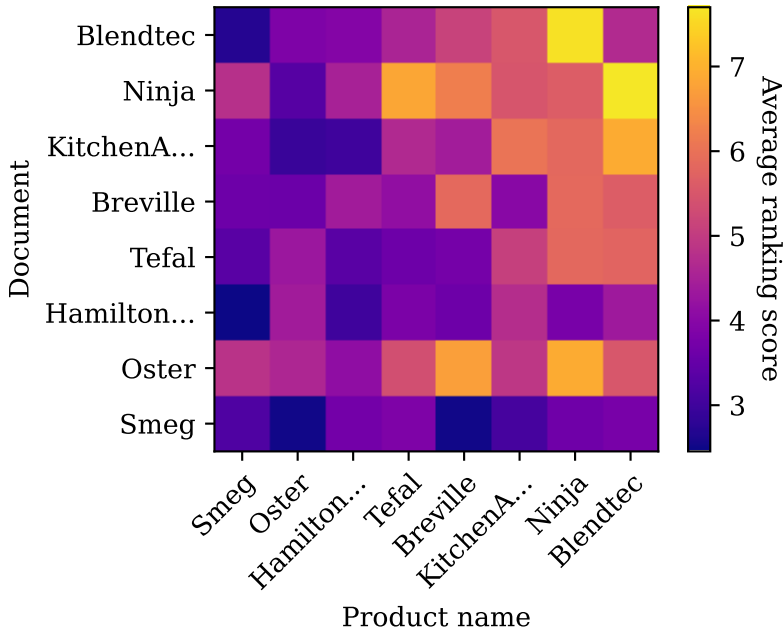 Blendtec
Ninja
KitchenA...
Breville
Tefal
Hamilton...
Oster
Smeg
Document
Smeg
Oster
Hamilton...
Tefal
Breville
KitchenA...
Ninja
Blendtec
Product name
7
6
5
4
3
Average ranking score